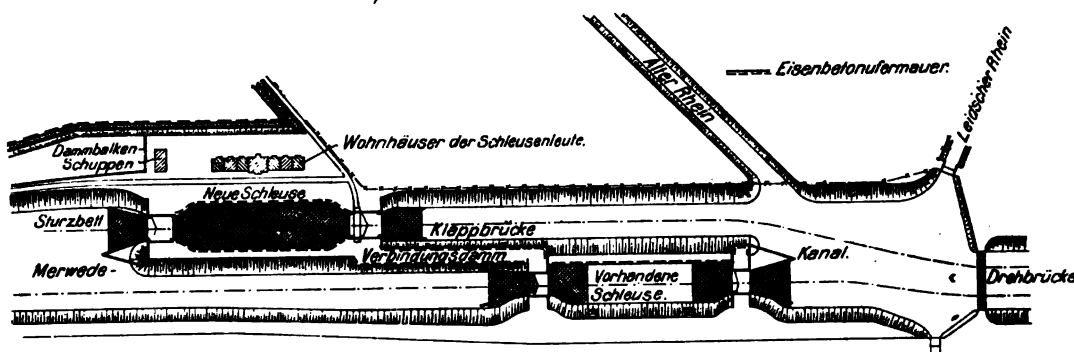 Alter Rhein
Eisenbetonufermauer.
Leidscher Rhein
Dammbalken
Schuppen
Wohnhäuser der Schleusenleute.
Neue Schleuse
Sturzbett
Klappbrücke
Merwede-
Verbindungsdamm
Kanal.
Vorhandene
Schleuse.
Drehbrücke